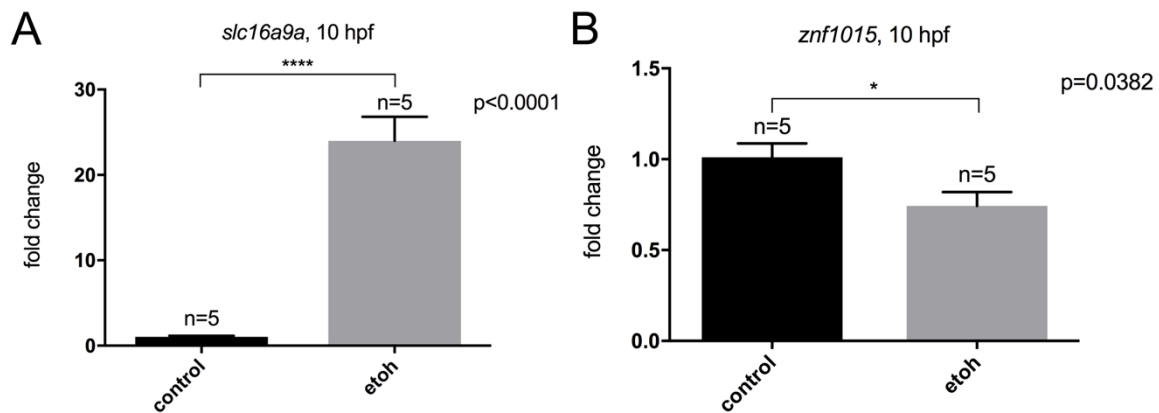 A
slc16a9a, 10 hpf
****
n=5
p<0.0001
30
20
10
0
fold change
n=5
control
etoh
B
znf1015, 10 hpf
p=0.0382
*
n=5
n=5
1.5
1.0
0.5
0.0
fold change
control
etoh